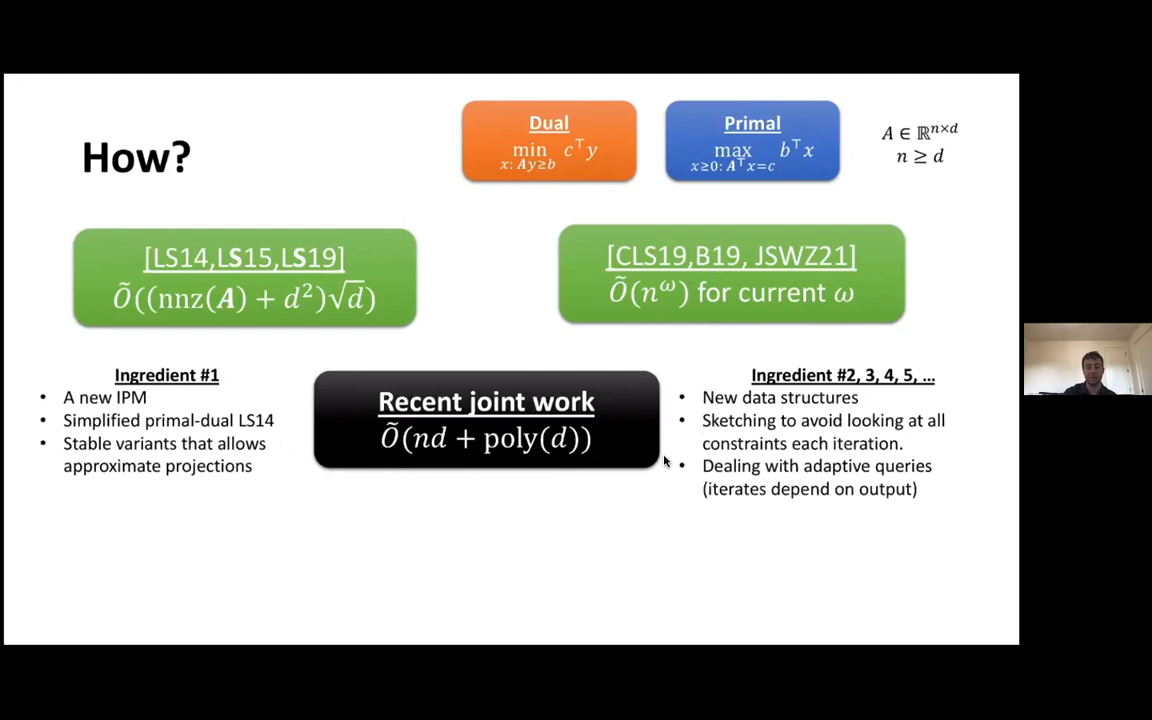 How?
Dual
min c⊤y
x: Ay≥b
Primal
max b⊤x
x≥0: A⊤x=c
A ∈ ℝ^{n×d}
n ≥ d
[LS14,LS15,LS19]
Õ((nnz(A) + d²)√d)
[CLS19,B19, JSWZ21]
Õ(n^ω) for current ω
Ingredient #1
• A new IPM
• Simplified primal-dual LS14
• Stable variants that allows
approximate projections
Recent joint work
Õ(nd + poly(d))
Ingredient #2, 3, 4, 5, ...
• New data structures
• Sketching to avoid looking at all
constraints each iteration.
• Dealing with adaptive queries
(iterates depend on output)